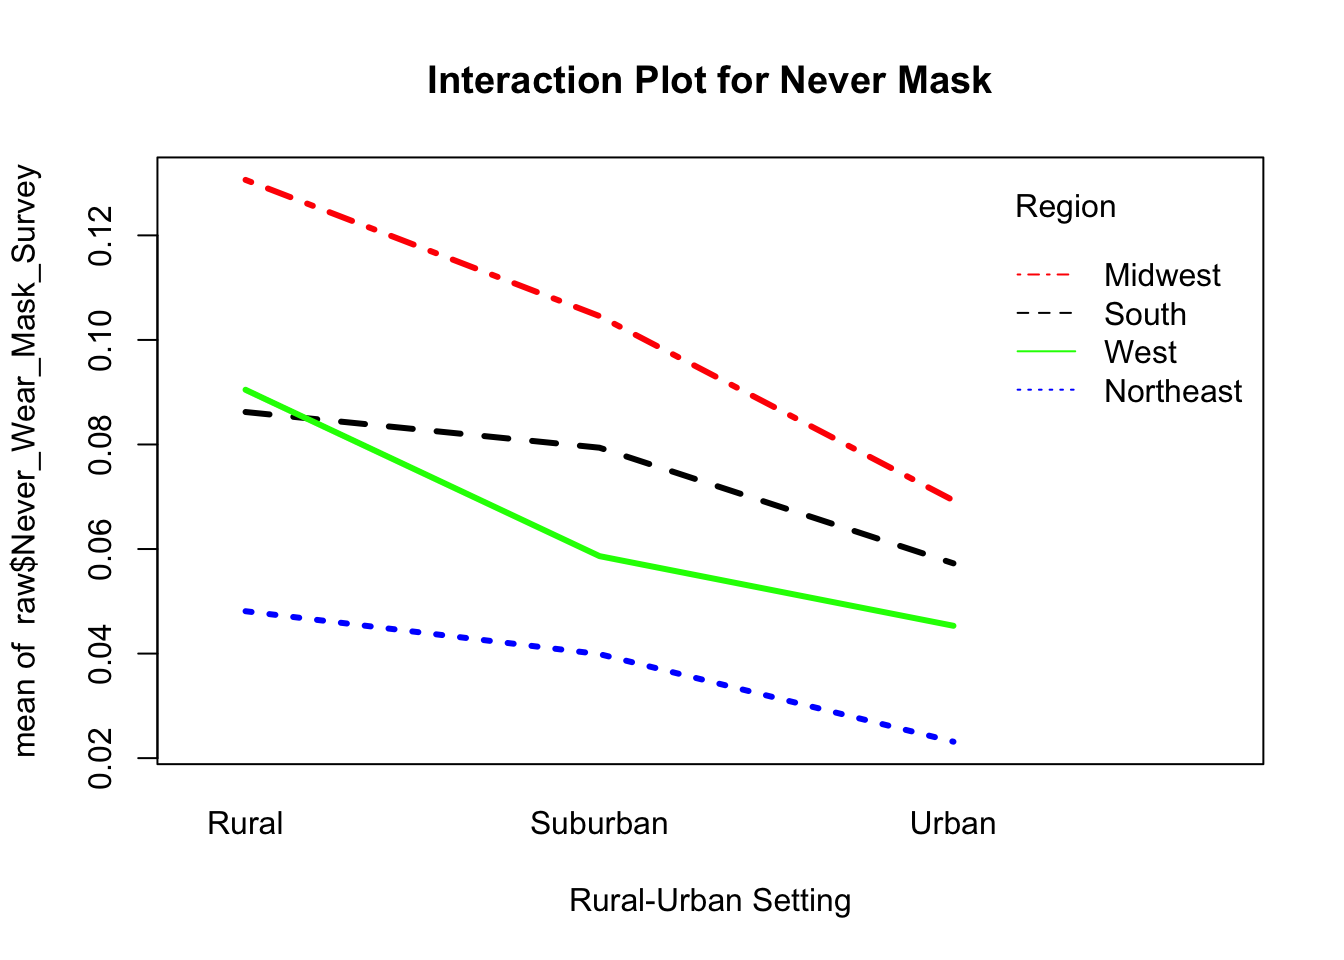 Interaction Plot for Never Mask
mean of raw$Never_Wear_Mask_Survey
0.12
0.10
0.08
0.06
0.04
0.02
Region
Midwest
South
West
Northeast
Rural
Suburban
Urban
Rural-Urban Setting